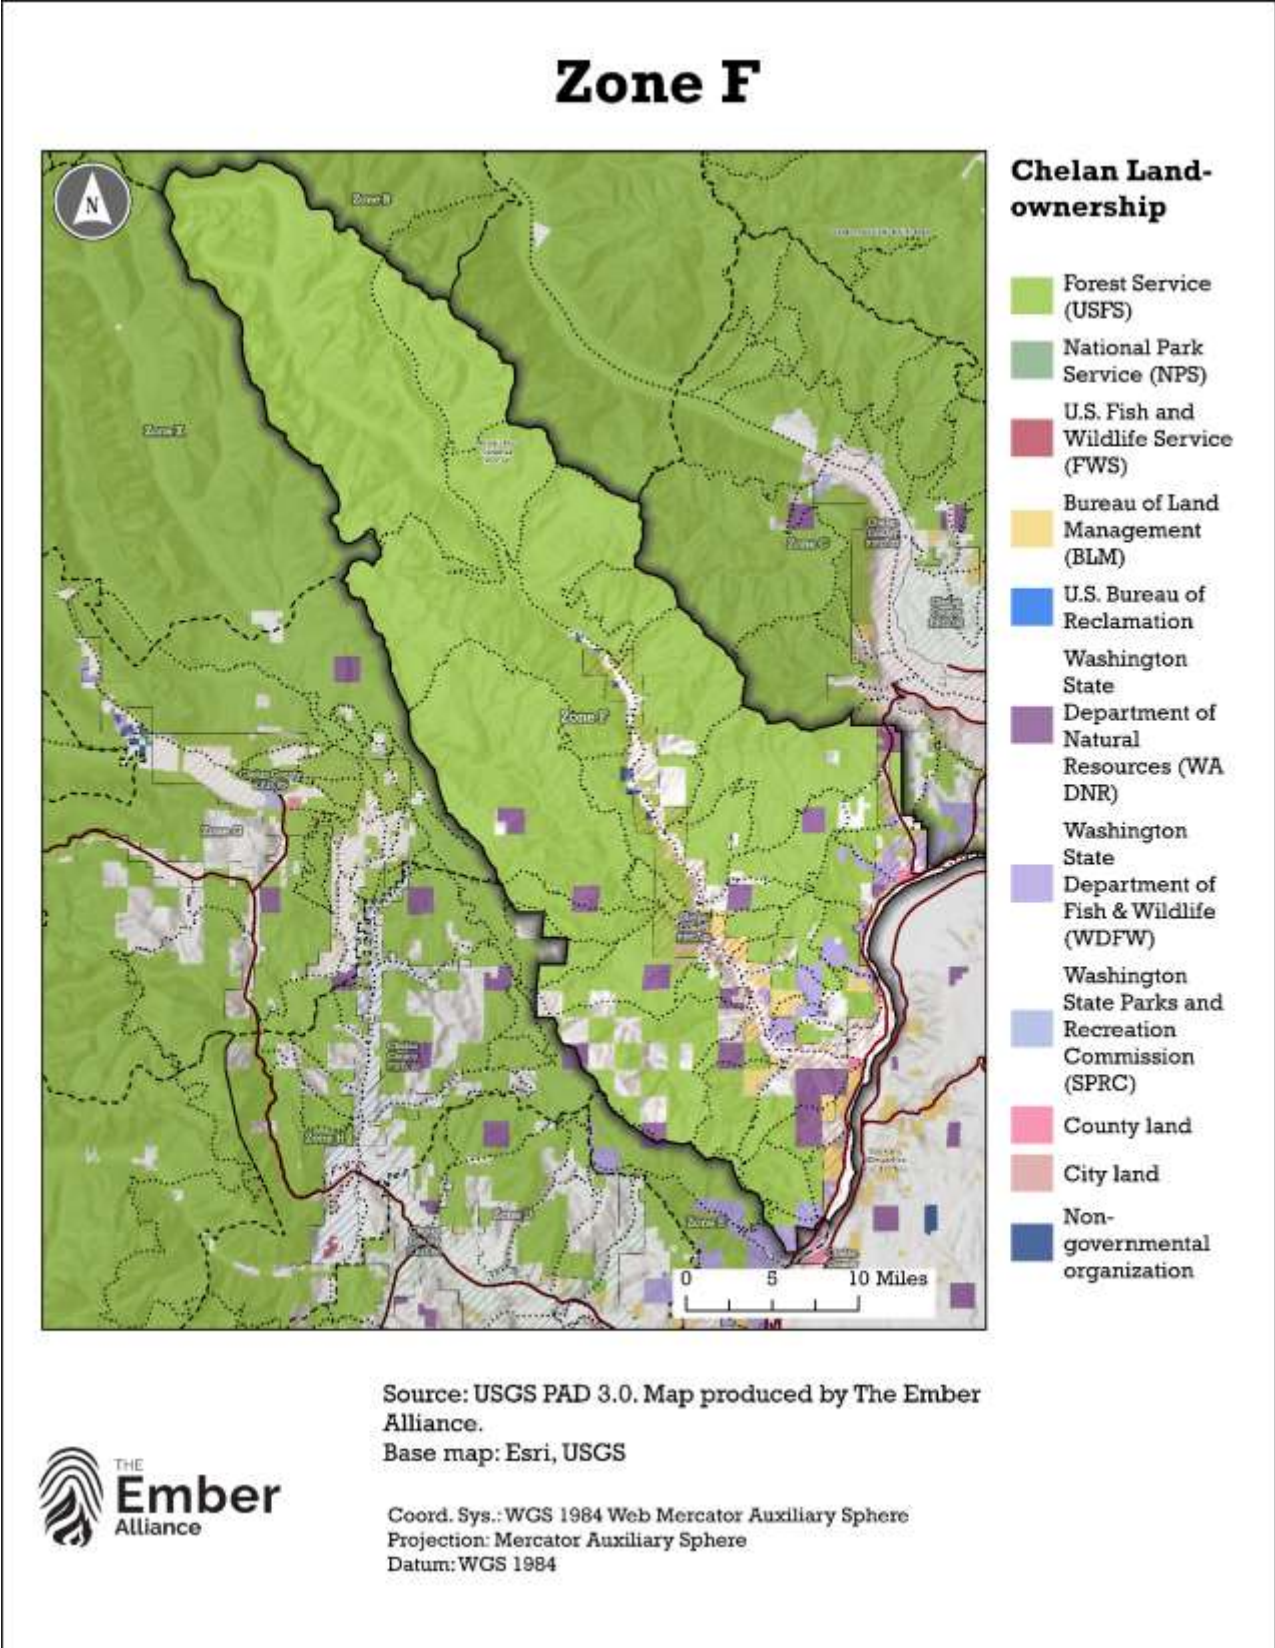 Zone F
N
Zone B
Zone X
Zone C
Zone F
Zone G
Zone H
Chelan Land-
ownership
Forest Service
(USFS)
National Park
Service (NPS)
U.S. Fish and
Wildlife Service
(FWS)
Bureau of Land
Management
(BLM)
U.S. Bureau of
Reclamation
Washington
State
Department of
Natural
Resources (WA
DNR)
Washington
State
Department of
Fish & Wildlife
(WDFW)
Washington
State Parks and
Recreation
Commission
(SPRC)
County land
City land
Non-
governmental
organization
0 5 10 Miles
Source: USGS PAD 3.0. Map produced by The Ember
Alliance.
Base map: Esri, USGS
THE
Ember
Alliance
Coord. Sys.: WGS 1984 Web Mercator Auxiliary Sphere
Projection: Mercator Auxiliary Sphere
Datum: WGS 1984